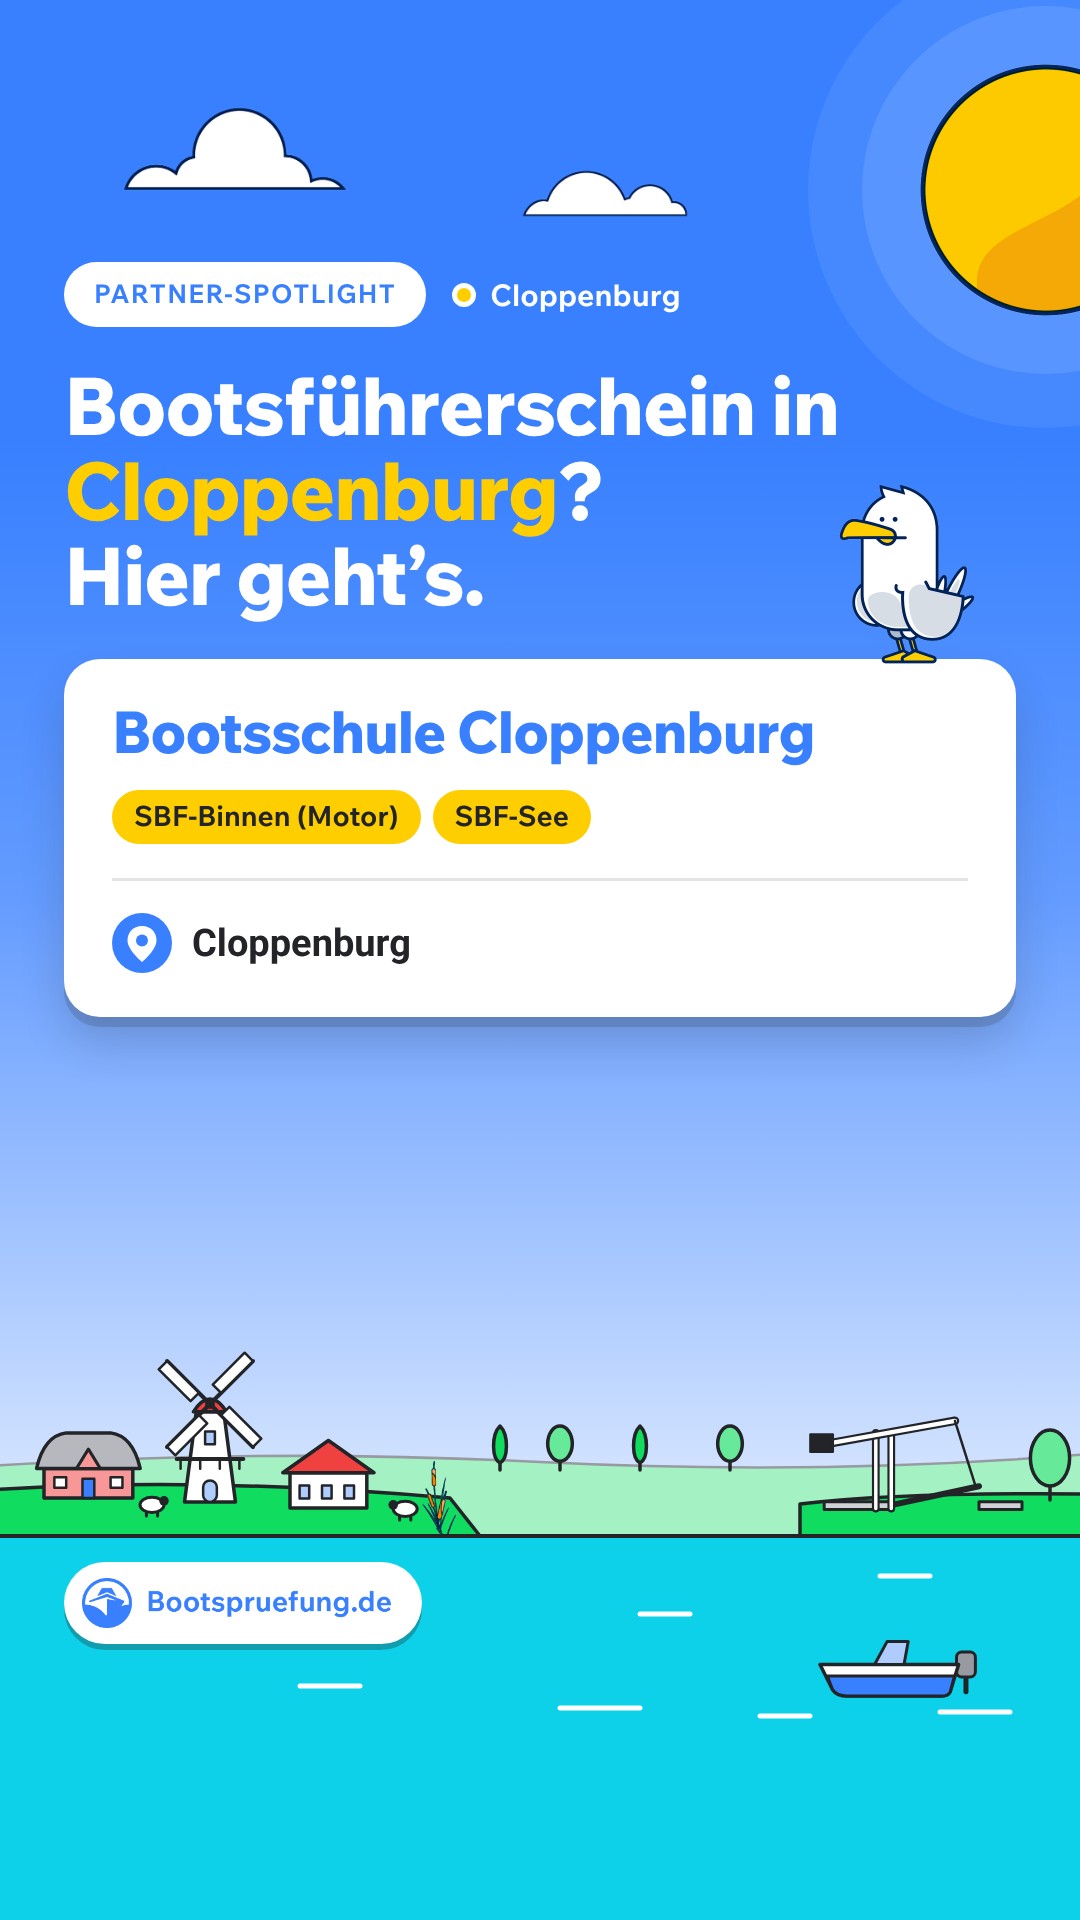 PARTNER-SPOTLIGHT
Cloppenburg
Bootsführerschein in
Cloppenburg?
Hier geht’s.
Bootsschule Cloppenburg
SBF-Binnen (Motor)
SBF-See
Cloppenburg
Bootspruefung.de